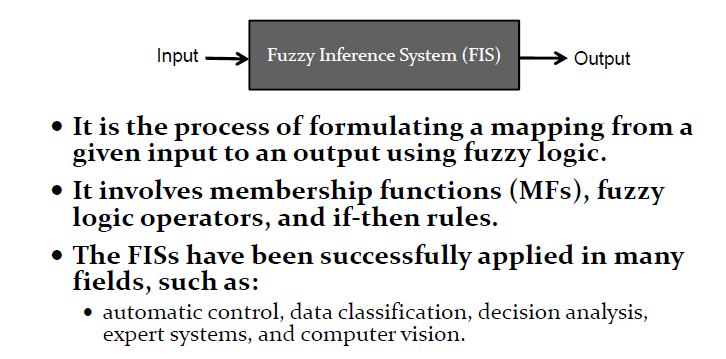 Input
Fuzzy Inference System (FIS)
Output
• It is the process of formulating a mapping from a
given input to an output using fuzzy logic.
• It involves membership functions (MFs), fuzzy
logic operators, and if-then rules.
• The FISs have been successfully applied in many
fields, such as:
• automatic control, data classification, decision analysis,
expert systems, and computer vision.